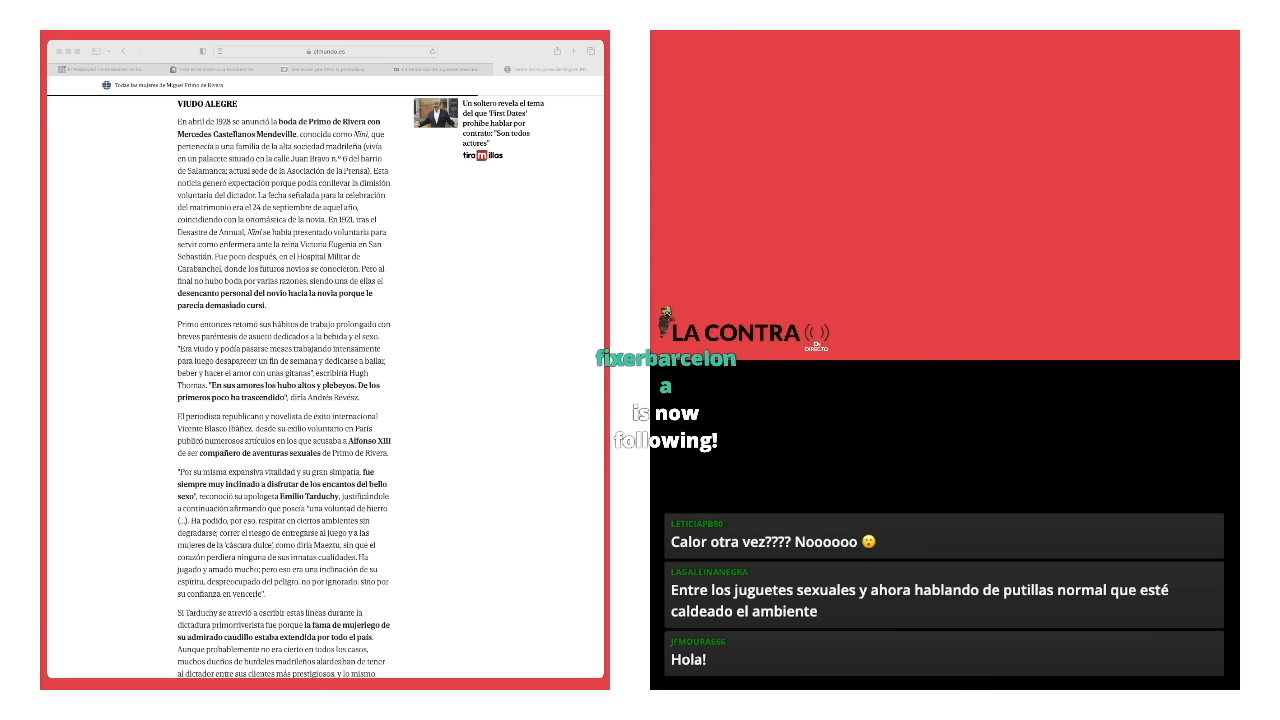 elmundo.es
Todas las mujeres de Miguel Primo de Rivera
VIUDO ALEGRE
En abril de 1928 se anunció la boda de Primo de Rivera con
Mercedes Castellanos Mendeville, conocida como Nini, que
pertenecía a una familia de la alta sociedad madrileña (vivía
en un palacete situado en la calle Juan Bravo n.º 6 del barrio
de Salamanca; actual sede de la Asociación de la Prensa). Esta
noticia generó expectación porque podía conllevar la dimisión
voluntaria del dictador. La fecha señalada para la celebración
del matrimonio era el 24 de septiembre de aquel año,
coincidiendo con la onomástica de la novia. En 1921, tras el
Desastre de Annual, Nini se había presentado voluntaria para
servir como enfermera ante la reina Victoria Eugenia en San
Sebastián. Fue poco después, en el Hospital Militar de
Carabanchel, donde los futuros novios se conocieron. Pero al
final no hubo boda por varias razones, siendo una de ellas el
desencanto personal del novio hacia la novia porque le
parecía demasiado cursi.
Primo entonces retomó sus hábitos de trabajo prolongado con
breves paréntesis de asueto dedicados a la bebida y el sexo.
"Era viudo y podía pasarse meses trabajando intensamente
para luego desaparecer un fin de semana y dedicarse a bailar,
beber y hacer el amor con unas gitanas", escribiría Hugh
Thomas. "En sus amores los hubo altos y plebeyos. De los
primeros poco ha trascendido", diría Andrés Revész.
El periodista republicano y novelista de éxito internacional
Vicente Blasco Ibáñez, desde su exilio voluntario en París
publicó numerosos artículos en los que acusaba a Alfonso XIII
de ser compañero de aventuras sexuales de Primo de Rivera.
"Por su misma expansiva vitalidad y su gran simpatía, fue
siempre muy inclinado a disfrutar de los encantos del bello
sexo", reconoció su apologeta Emilio Tarduchy, justificándole
a continuación afirmando que poseía "una voluntad de hierro
(...). Ha podido, por eso, respirar en ciertos ambientes sin
degradarse; correr el riesgo de entregarse al juego y a las
mujeres de la 'cáscara dulce', como diría Maeztu, sin que el
corazón perdiera ninguna de sus innatas cualidades. Ha
jugado y amado mucho; pero eso era una inclinación de su
espíritu, despreocupado del peligro, no por ignorarlo, sino por
su confianza en vencerle".
Si Tarduchy se atrevió a escribir estas líneas durante la
dictadura primorriverista fue porque la fama de mujeriego de
su admirado caudillo estaba extendida por todo el país.
Aunque probablemente no era cierto en todos los casos,
muchos dueños de burdeles madrileños alardeaban de tener
al dictador entre sus clientes más prestigiosos, y lo mismo
Un soltero revela el tema
del que 'First Dates'
prohíbe hablar por
contrato: "Son todos
actores"
tiramillas
LA CONTRA
EN
DIRECTO
fixerbarcelon
a
is now
following!
LETICIAPB80
Calor otra vez???? Noooooo 😮
LAGALLINANEGRA
Entre los juguetes sexuales y ahora hablando de putillas normal que esté
caldeado el ambiente
JFMOURA666
Hola!